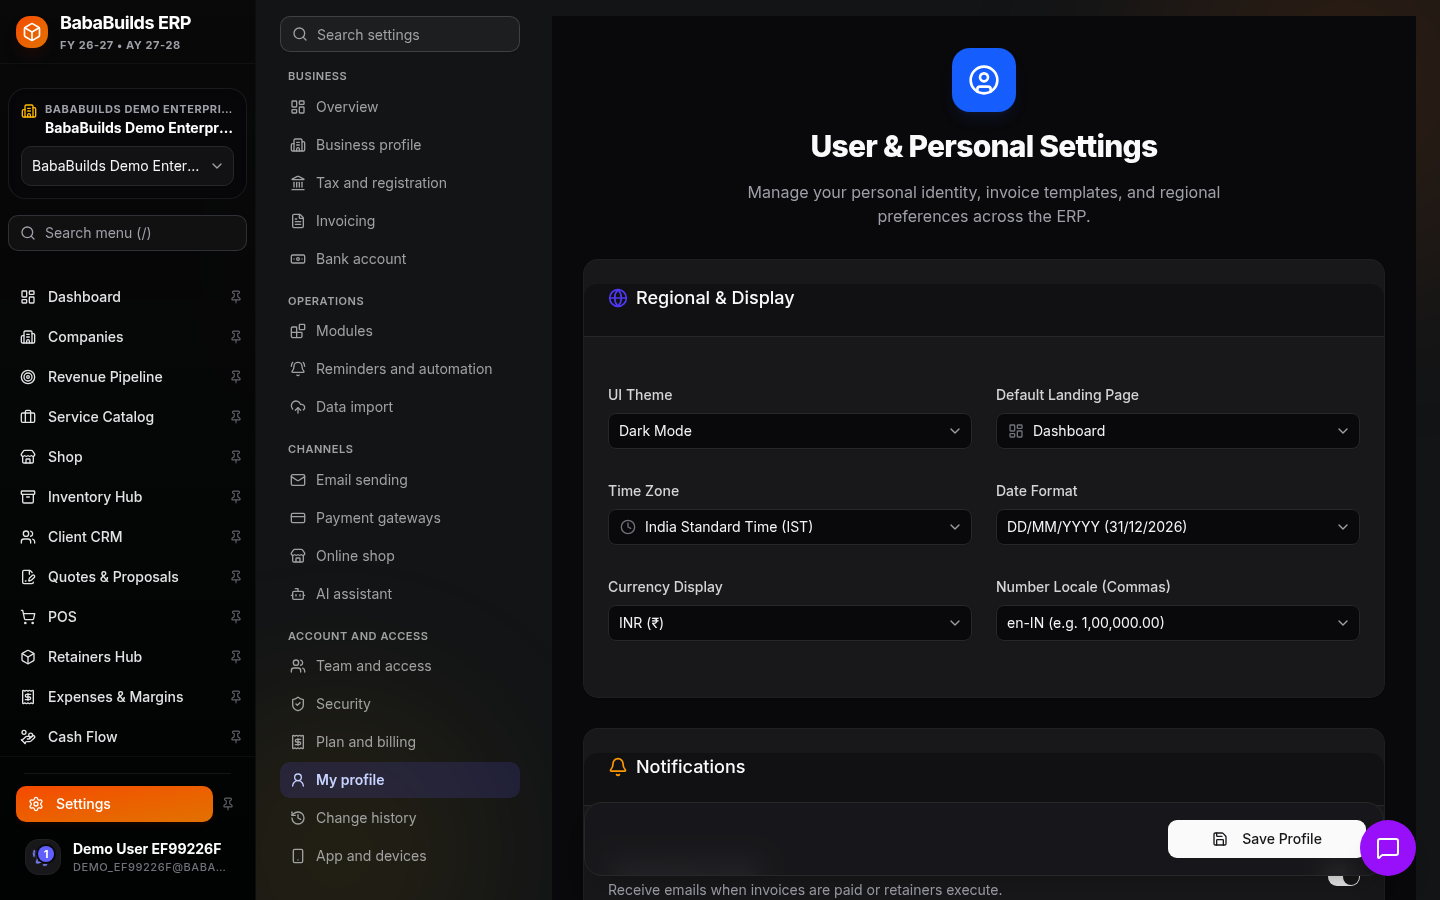 BabaBuilds ERP
FY 26-27 • AY 27-28
BABABUILDS DEMO ENTERPRI...
BabaBuilds Demo Enterpr...
BabaBuilds Demo Enter...
Search menu (/)
Dashboard
Companies
Revenue Pipeline
Service Catalog
Shop
Inventory Hub
Client CRM
Quotes & Proposals
POS
Retainers Hub
Expenses & Margins
Cash Flow
Settings
1
Demo User EF99226F
DEMO_EF99226F@BABA...
Search settings
BUSINESS
Overview
Business profile
Tax and registration
Invoicing
Bank account
OPERATIONS
Modules
Reminders and automation
Data import
CHANNELS
Email sending
Payment gateways
Online shop
AI assistant
ACCOUNT AND ACCESS
Team and access
Security
Plan and billing
My profile
Change history
App and devices
User & Personal Settings
Manage your personal identity, invoice templates, and regional
preferences across the ERP.
Regional & Display
UI Theme
Dark Mode
Default Landing Page
Dashboard
Time Zone
India Standard Time (IST)
Date Format
DD/MM/YYYY (31/12/2026)
Currency Display
INR (₹)
Number Locale (Commas)
en-IN (e.g. 1,00,000.00)
Notifications
Save Profile
Receive emails when invoices are paid or retainers execute.